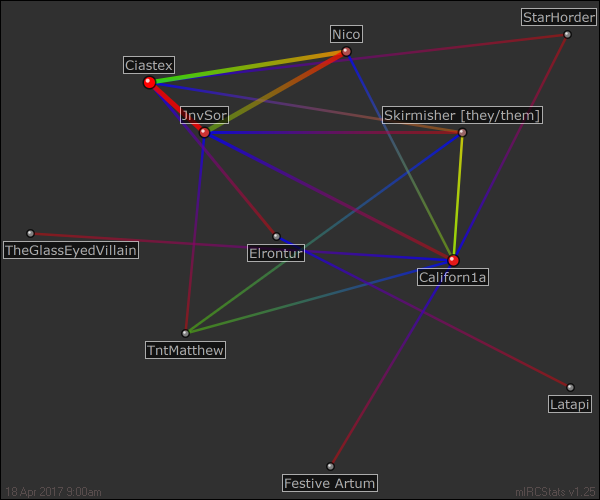 StarHorder
Nico
Ciastex
JnvSor
Skirmisher [they/them]
TheGlassEyedVillain
Elrontur
Californ1a
TntMatthew
Latapi
Festive Artum
18 Apr 2017 9:00am
mIRCStats v1.25